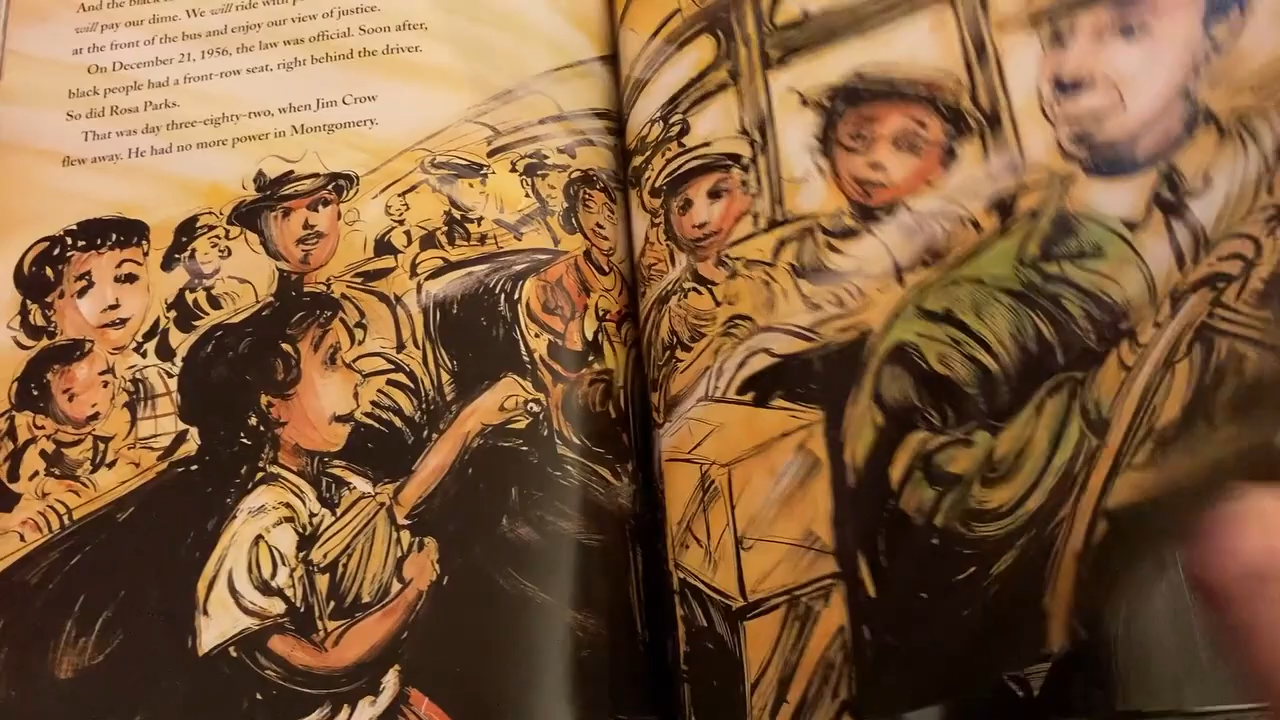 And the black
will pay our dime. We will ride with
at the front of the bus and enjoy our view of justice.
On December 21, 1956, the law was official. Soon after,
black people had a front-row seat, right behind the driver.
So did Rosa Parks.
That was day three-eighty-two, when Jim Crow
flew away. He had no more power in Montgomery.